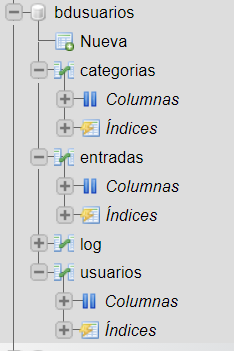 bdusuarios
Nueva
categorias
Columnas
Índices
entradas
Columnas
Índices
log
usuarios
Columnas
Índices